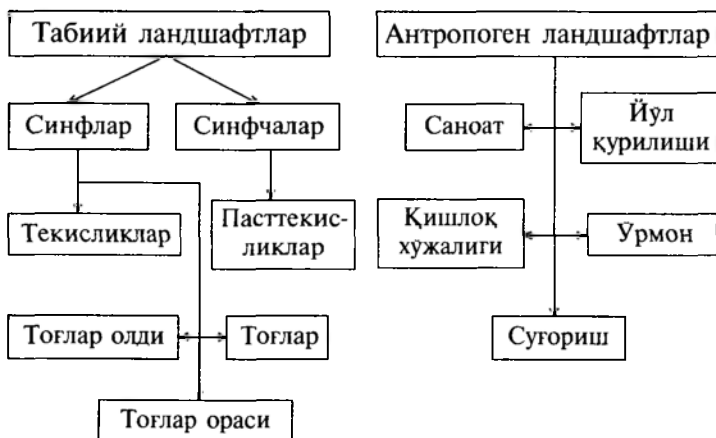 Табиий ландшафтлар
Синфлар
Синфчалар
Текисликлар
Пасттекис-
ликлар
Тоғлар олди
Тоғлар
Тоғлар ораси
Антропоген ландшафтлар
Саноат
Йўл
қурилиши
Қишлоқ
хўжалиги
Ўрмон
Суғориш